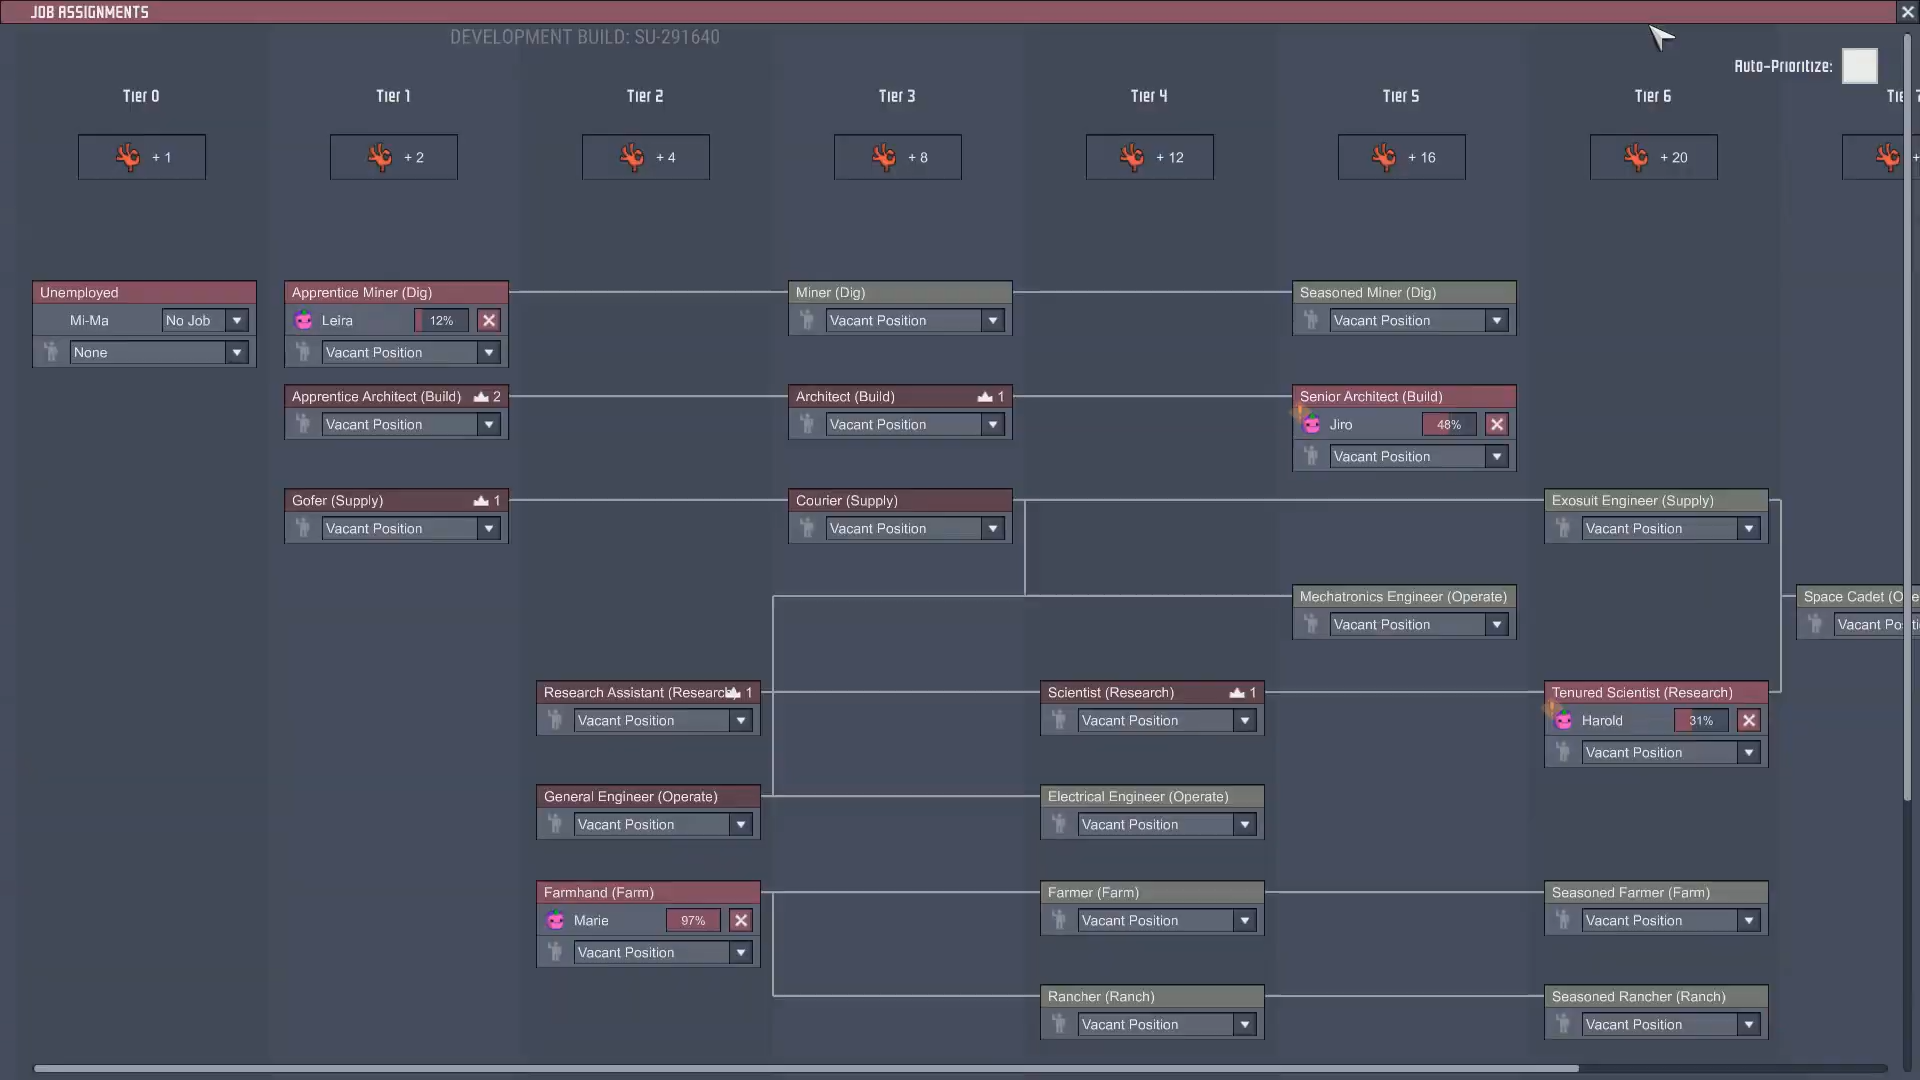 JOB ASSIGNMENTS
DEVELOPMENT BUILD: SU-291640
Auto-Prioritize:
Tier 0
Tier 1
Tier 2
Tier 3
Tier 4
Tier 5
Tier 6
+ 1
+ 2
+ 4
+ 8
+ 12
+ 16
+ 20
+
Unemployed
Mi-Ma
No Job
None
Apprentice Miner (Dig)
Leira
12%
Vacant Position
Miner (Dig)
Vacant Position
Seasoned Miner (Dig)
Vacant Position
Apprentice Architect (Build) 2
Vacant Position
Architect (Build) 1
Vacant Position
Senior Architect (Build)
Jiro
48%
Vacant Position
Gofer (Supply) 1
Vacant Position
Courier (Supply)
Vacant Position
Exosuit Engineer (Supply)
Vacant Position
Mechatronics Engineer (Operate)
Vacant Position
Space Cadet
Vacant
Research Assistant (Research 1
Vacant Position
Scientist (Research) 1
Vacant Position
Tenured Scientist (Research)
Harold
31%
Vacant Position
General Engineer (Operate)
Vacant Position
Electrical Engineer (Operate)
Vacant Position
Farmhand (Farm)
Marie
97%
Vacant Position
Farmer (Farm)
Vacant Position
Seasoned Farmer (Farm)
Vacant Position
Rancher (Ranch)
Vacant Position
Seasoned Rancher (Ranch)
Vacant Position